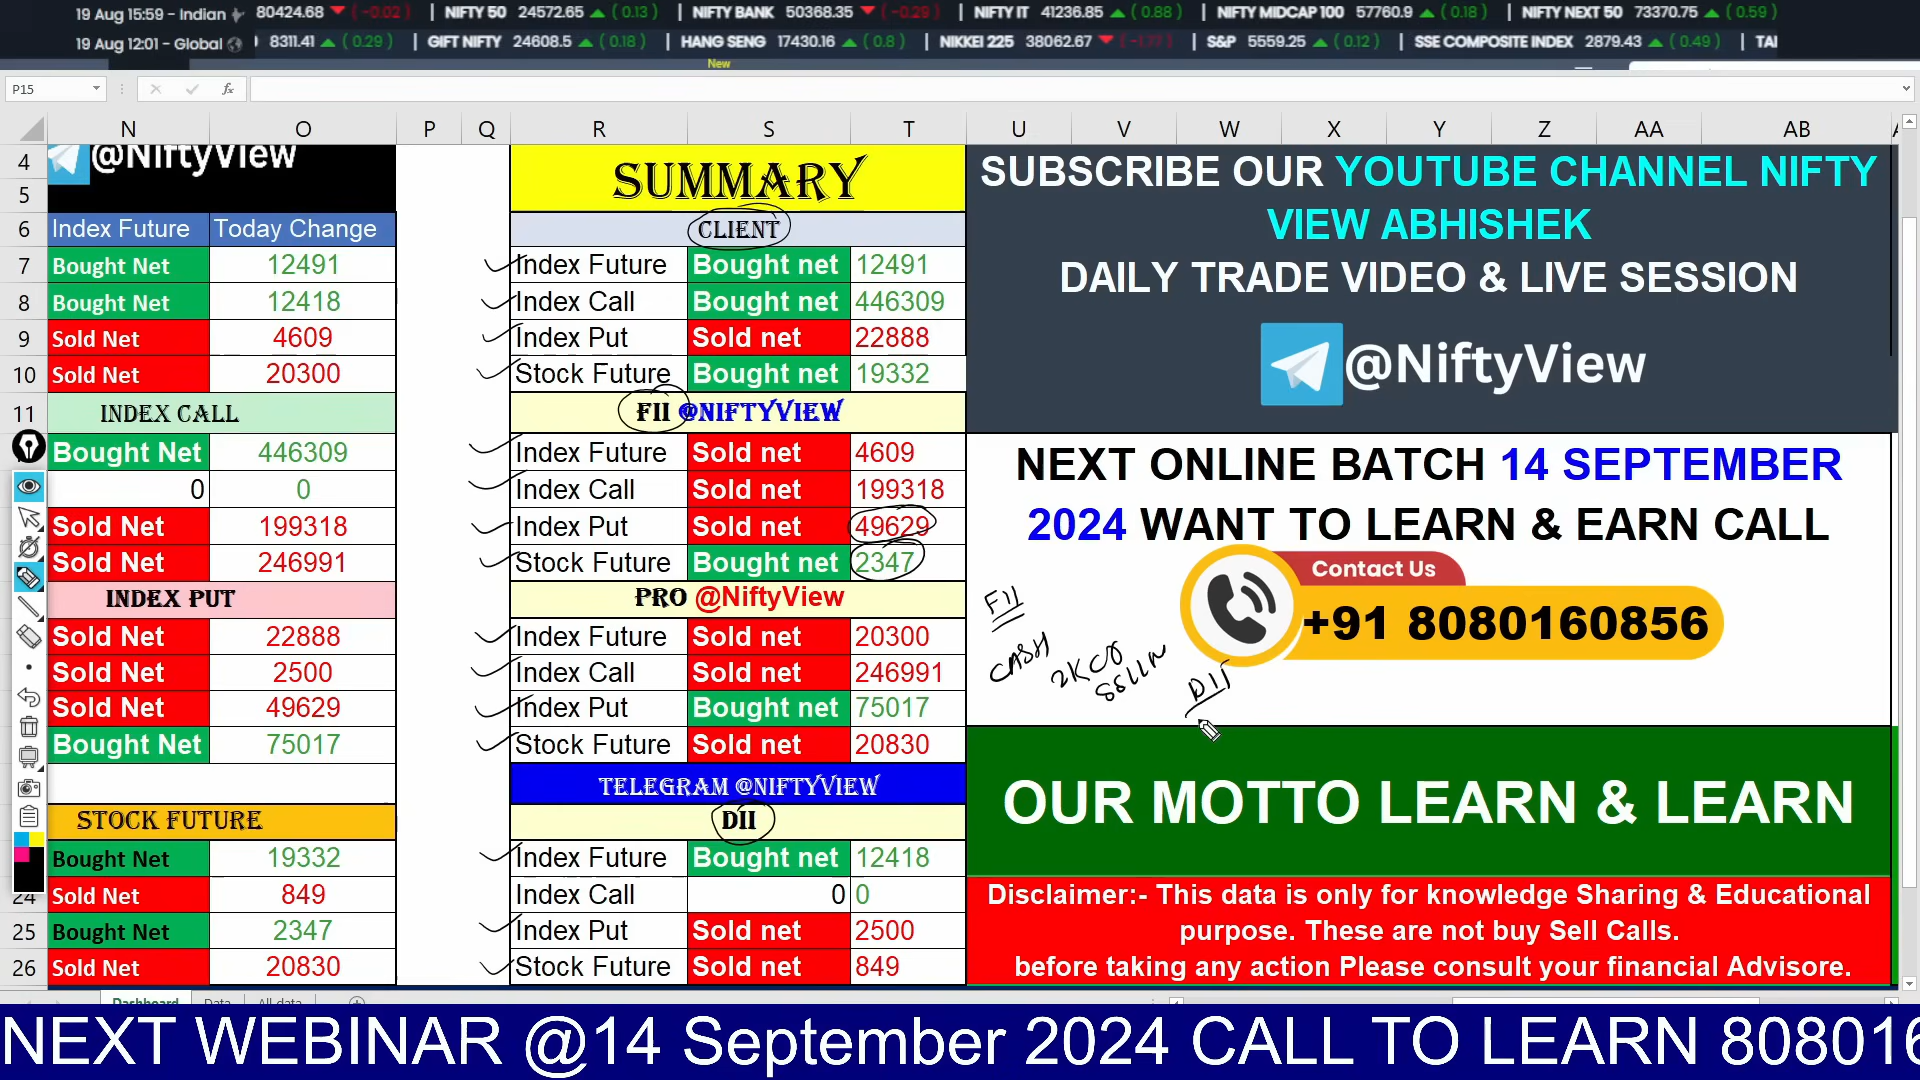 19 Aug 15:59 - Indian 80424.68 (-0.02) | NIFTY 50 24572.65 (0.13) | NIFTY BANK 50368.35 (-0.29) | NIFTY IT 41236.85 (0.88) | NIFTY MIDCAP 100 57760.9 (0.18) | NIFTY NEXT 50 73370.75 (0.59)
19 Aug 12:01 - Global 8311.41 (0.29) | GIFT NIFTY 24608.5 (0.18) | HANG SENG 17430.16 (0.8) | NIKKEI 225 38062.67 | S&P 5559.25 (0.12) | SSE COMPOSITE INDEX 2879.43 (0.49) | TAI
New
P15 fx
N O P Q R S T U V W X Y Z AA AB
4 @NiftyView
5
6 Index Future Today Change
7 Bought Net 12491
8 Bought Net 12418
9 Sold Net 4609
10 Sold Net 20300
11 INDEX CALL
Bought Net 446309
0 0
Sold Net 199318
Sold Net 246991
INDEX PUT
Sold Net 22888
Sold Net 2500
Sold Net 49629
Bought Net 75017
STOCK FUTURE
Bought Net 19332
24 Sold Net 849
25 Bought Net 2347
26 Sold Net 20830
SUMMARY
CLIENT
Index Future Bought net 12491
Index Call Bought net 446309
Index Put Sold net 22888
Stock Future Bought net 19332
FII @NIFTYVIEW
Index Future Sold net 4609
Index Call Sold net 199318
Index Put Sold net 49629
Stock Future Bought net 2347
PRO @NiftyView
Index Future Sold net 20300
Index Call Sold net 246991
Index Put Bought net 75017
Stock Future Sold net 20830
TELEGRAM @NIFTYVIEW
DII
Index Future Bought net 12418
Index Call 0 0
Index Put Sold net 2500
Stock Future Sold net 849
SUBSCRIBE OUR YOUTUBE CHANNEL NIFTY
VIEW ABHISHEK
DAILY TRADE VIDEO & LIVE SESSION
@NiftyView
NEXT ONLINE BATCH 14 SEPTEMBER
2024 WANT TO LEARN & EARN CALL
Contact Us
+91 8080160856
FII
CASH
2K CO
DII
OUR MOTTO LEARN & LEARN
Disclaimer:- This data is only for knowledge Sharing & Educational
purpose. These are not buy Sell Calls.
before taking any action Please consult your financial Advisore.
Dashboard Data All data
NEXT WEBINAR @14 September 2024 CALL TO LEARN 808016